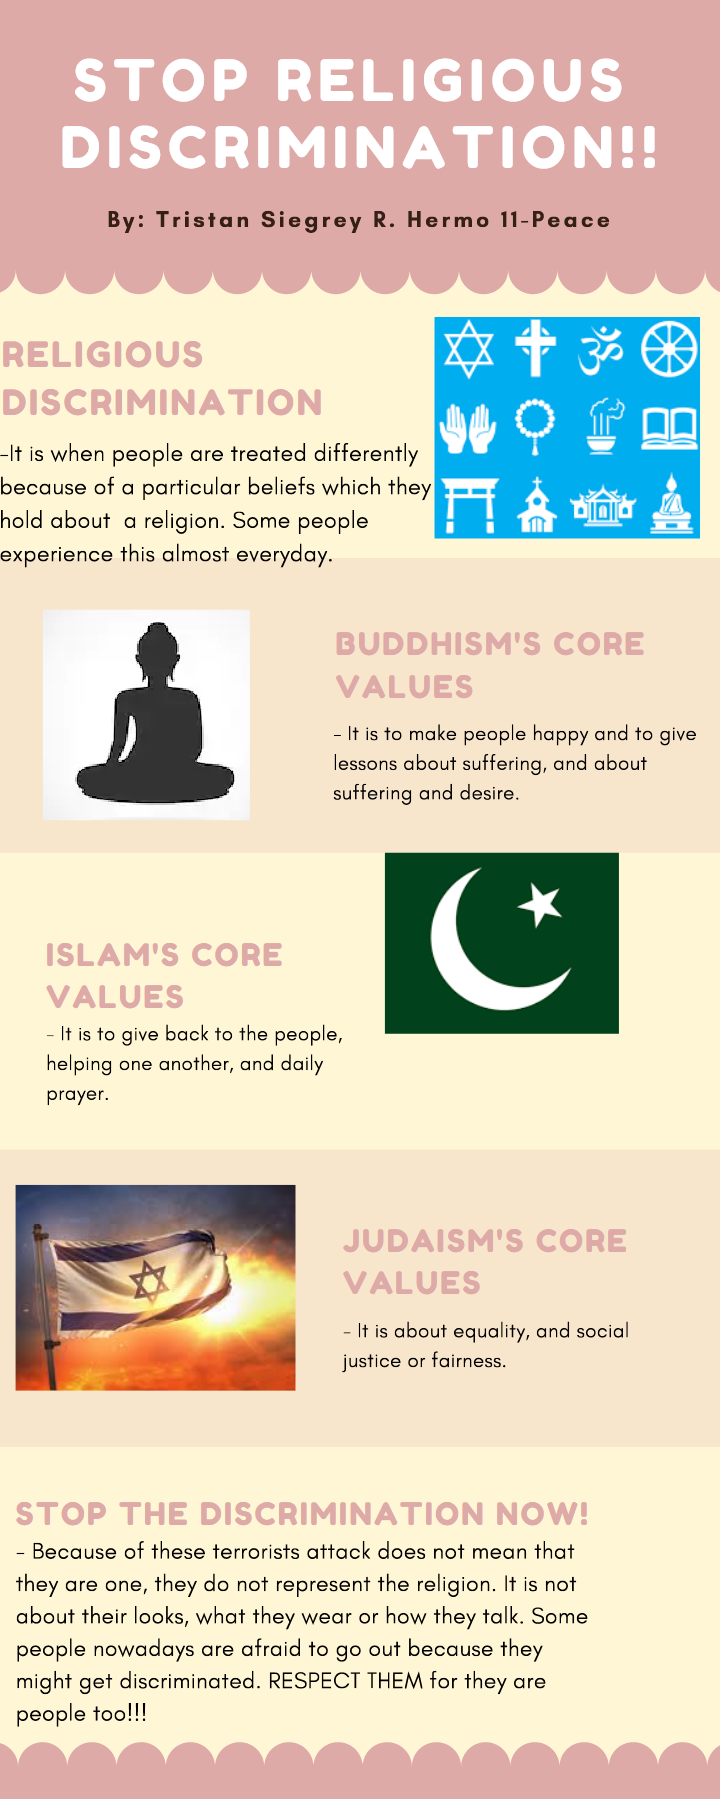 STOP RELIGIOUS
DISCRIMINATION!!
By: Tristan Siegrey R. Hermo 11-Peace
RELIGIOUS
DISCRIMINATION
-It is when people are treated differently
because of a particular beliefs which they
hold about a religion. Some people
experience this almost everyday.
BUDDHISM'S CORE
VALUES
- It is to make people happy and to give
lessons about suffering, and about
suffering and desire.
ISLAM'S CORE
VALUES
- It is to give back to the people,
helping one another, and daily
prayer.
JUDAISM'S CORE
VALUES
- It is about equality, and social
justice or fairness.
STOP THE DISCRIMINATION NOW!
- Because of these terrorists attack does not mean that
they are one, they do not represent the religion. It is not
about their looks, what they wear or how they talk. Some
people nowadays are afraid to go out because they
might get discriminated. RESPECT THEM for they are
people too!!!